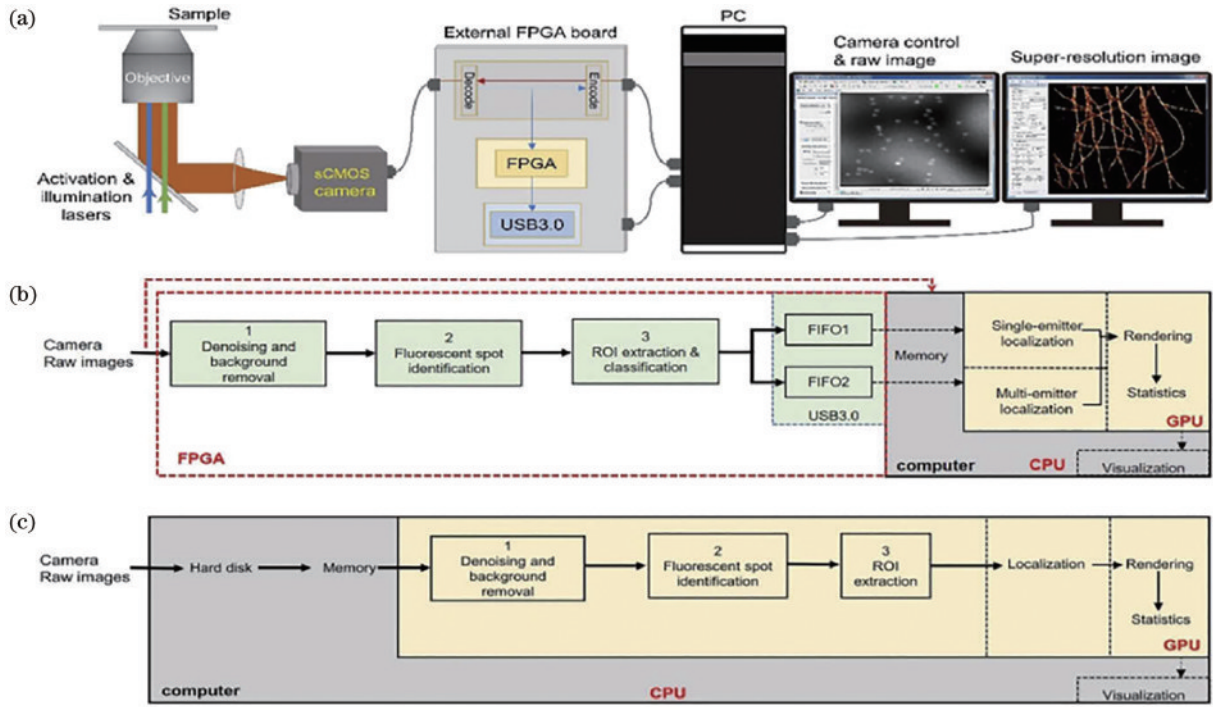 (a)
Sample
Objective
Activation &
illumination
lasers
sCMOS
camera
External FPGA board
Decode
Encode
FPGA
USB3.0
PC
Camera control
& raw image
Super-resolution image
(b)
Camera
Raw images
1
Denoising and
background
removal
2
Fluorescent spot
identification
3
ROI extraction &
classification
FIFO1
FIFO2
USB3.0
Memory
Single-emitter
localization
Multi-emitter
localization
Rendering
Statistics
GPU
FPGA
computer
CPU
Visualization
(c)
Camera
Raw images
Hard disk
Memory
1
Denoising and
background
removal
2
Fluorescent spot
identification
3
ROI
extraction
Localization
Rendering
Statistics
GPU
computer
CPU
Visualization